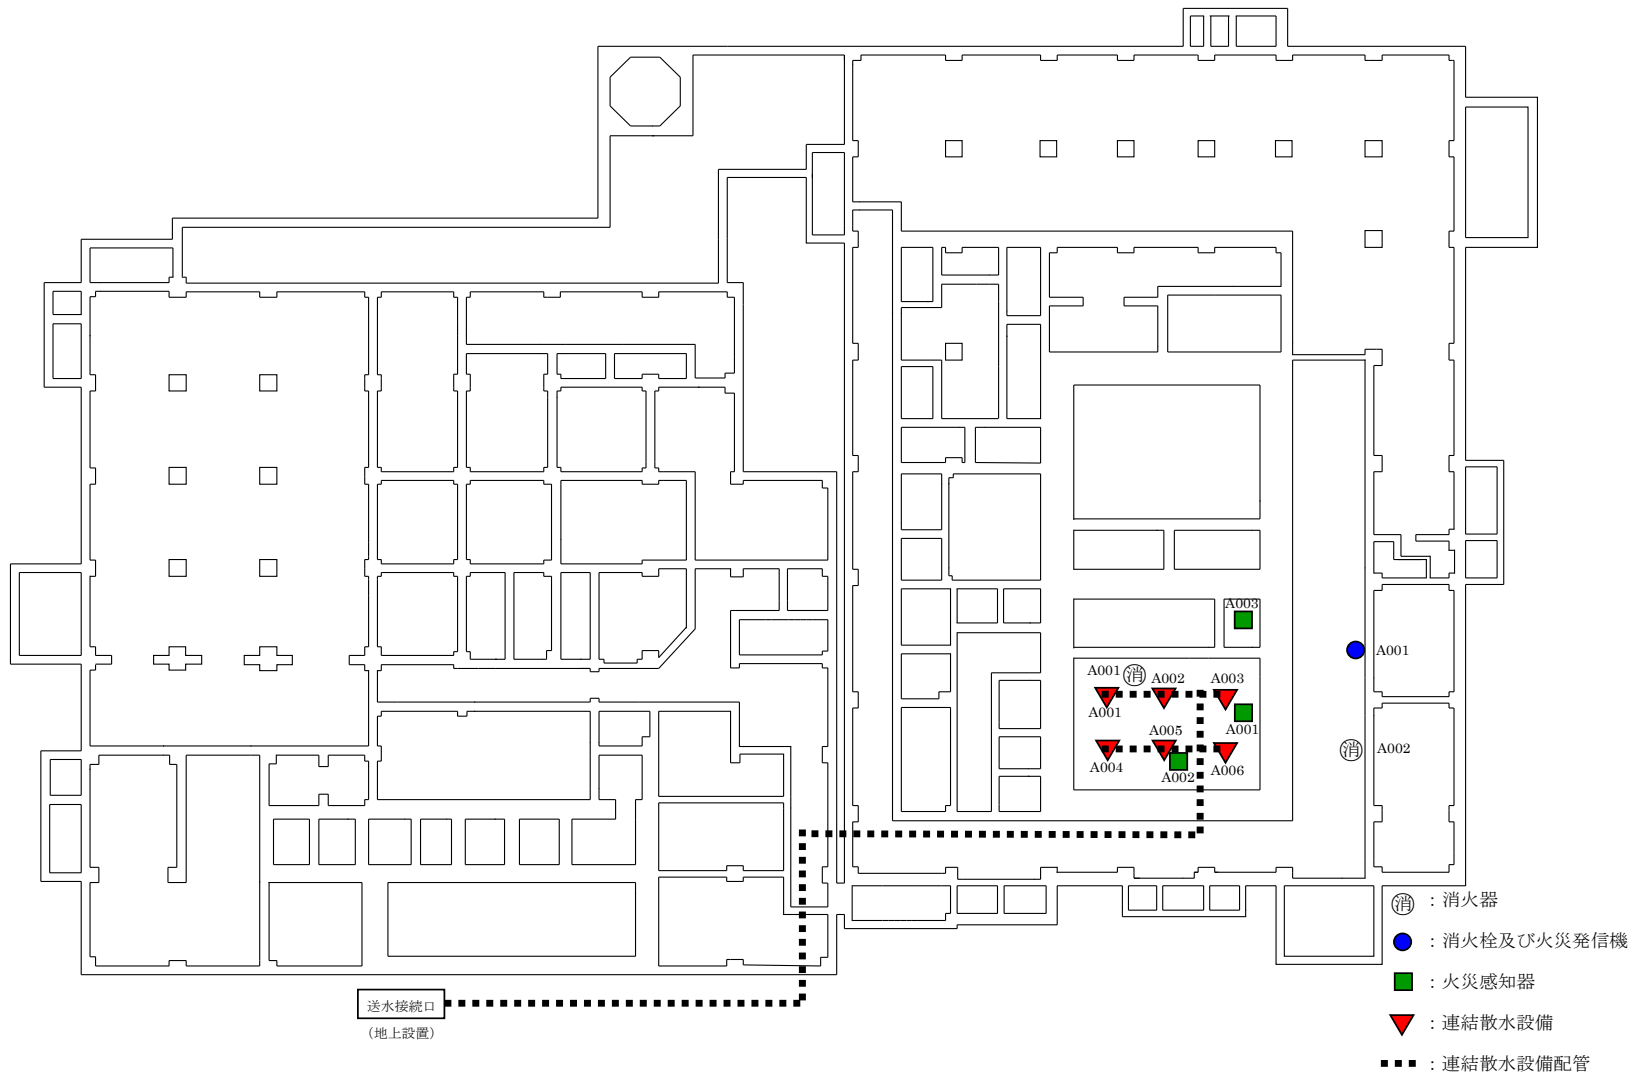 A003
A001
A001
消
A002
A003
A001
A005
A001
A004
A002
A006
消
A002
消 : 消火器
: 消火栓及び火災発信機
: 火災感知器
: 連結散水設備
: 連結散水設備配管
送水接続口
(地上設置)